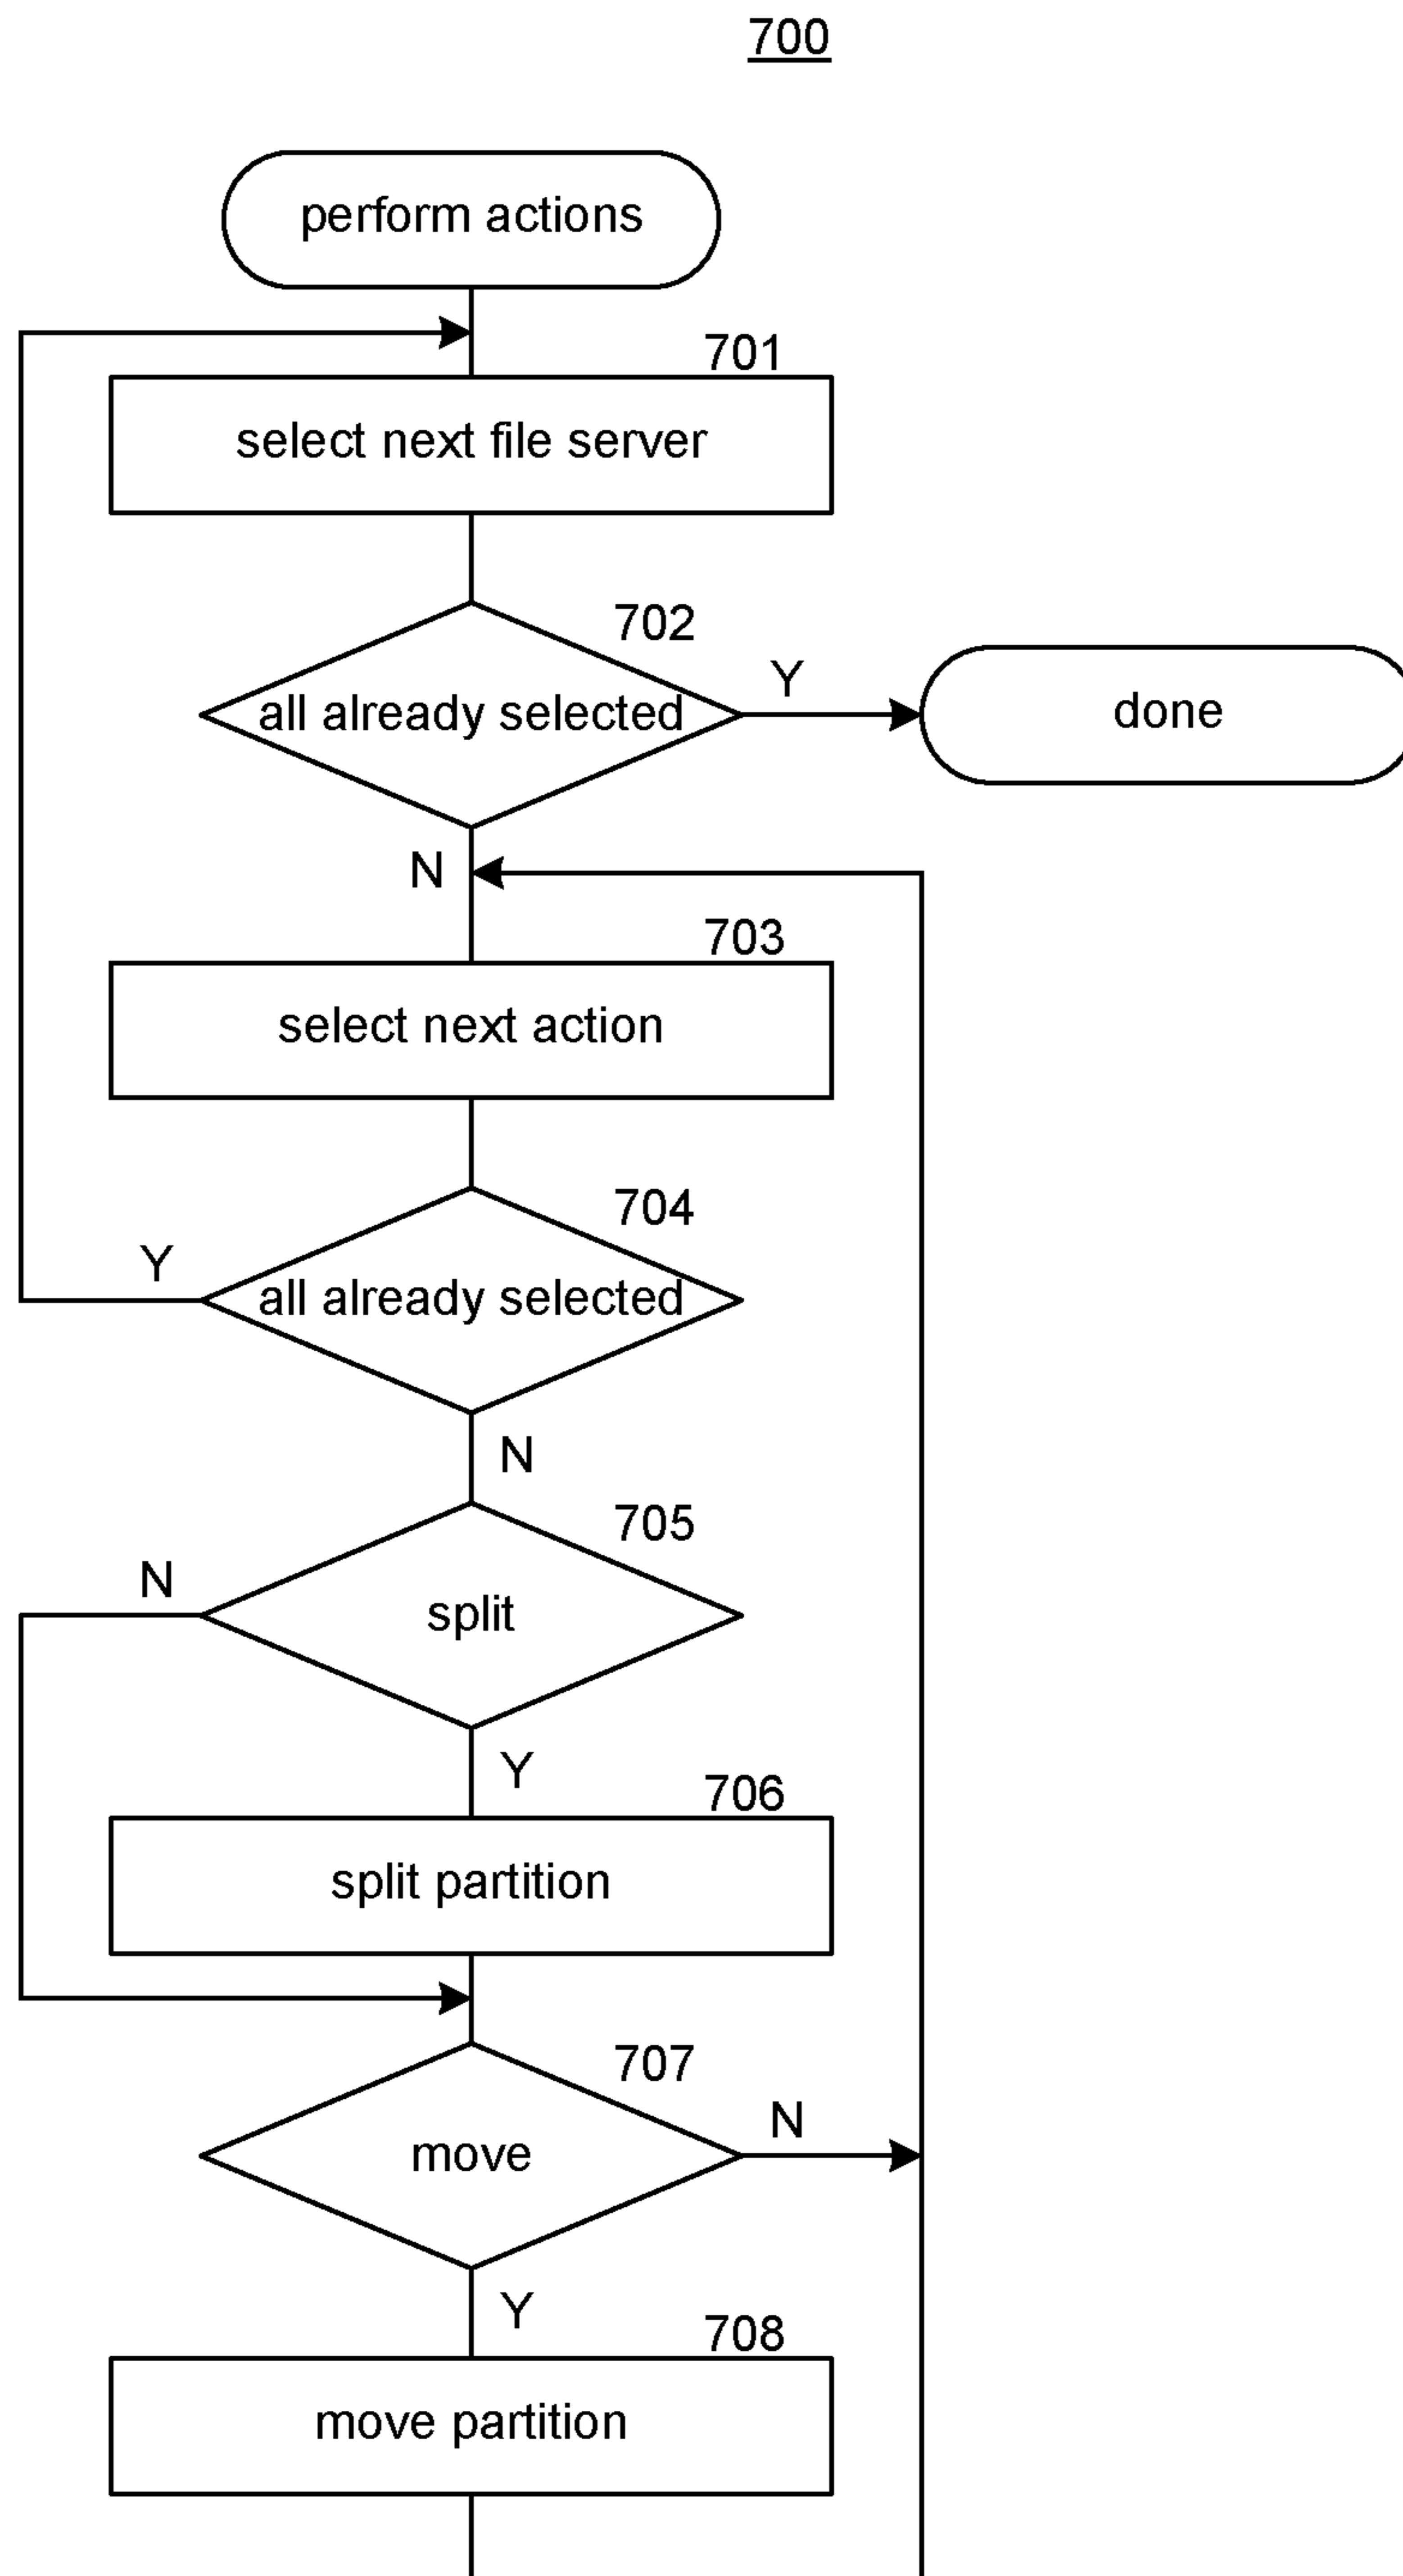 700
perform actions
701
select next file server
702
all already selected
Y
done
N
703
select next action
704
Y
all already selected
N
705
N
split
Y
706
split partition
707
move
N
Y
708
move partition